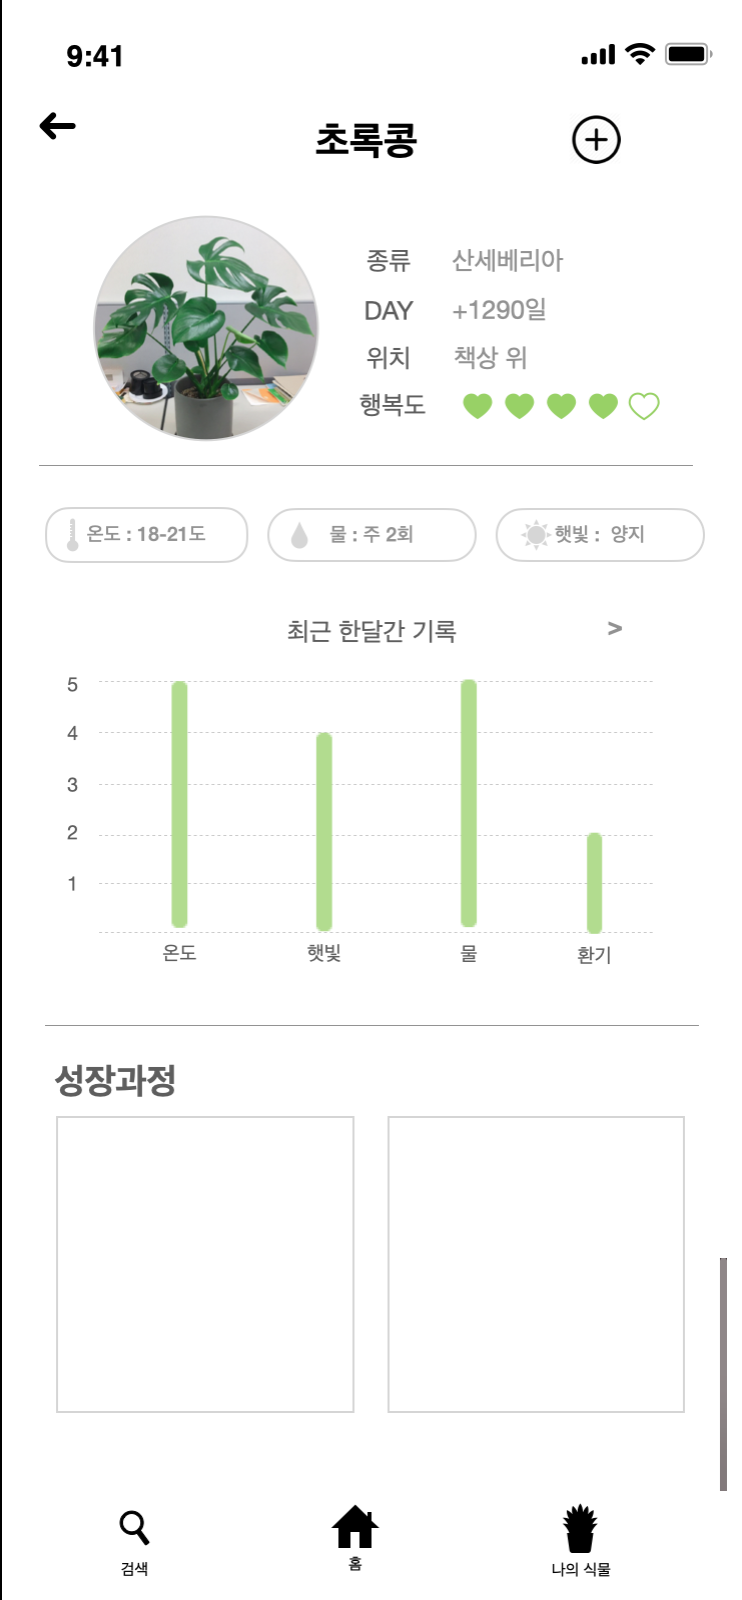 9:41
초록콩
종류 산세베리아
DAY +1290일
위치 책상 위
행복도
온도 : 18-21도
물 : 주 2회
햇빛 : 양지
최근 한달간 기록 >
5
4
3
2
1
온도 햇빛 물 환기
성장과정
검색 홈 나의 식물